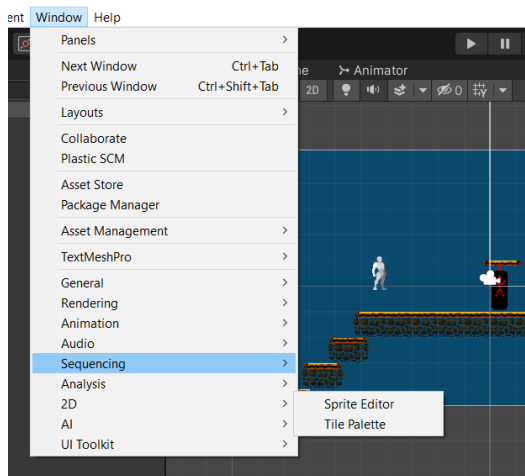 ent Window Help
Panels
Next Window Ctrl+Tab
Previous Window Ctrl+Shift+Tab
Layouts
Collaborate
Plastic SCM
Asset Store
Package Manager
Asset Management
TextMeshPro
General
Rendering
Animation
Audio
Sequencing
Analysis
2D
AI
UI Toolkit
Sprite Editor
Tile Palette
ne Animator
2D 0